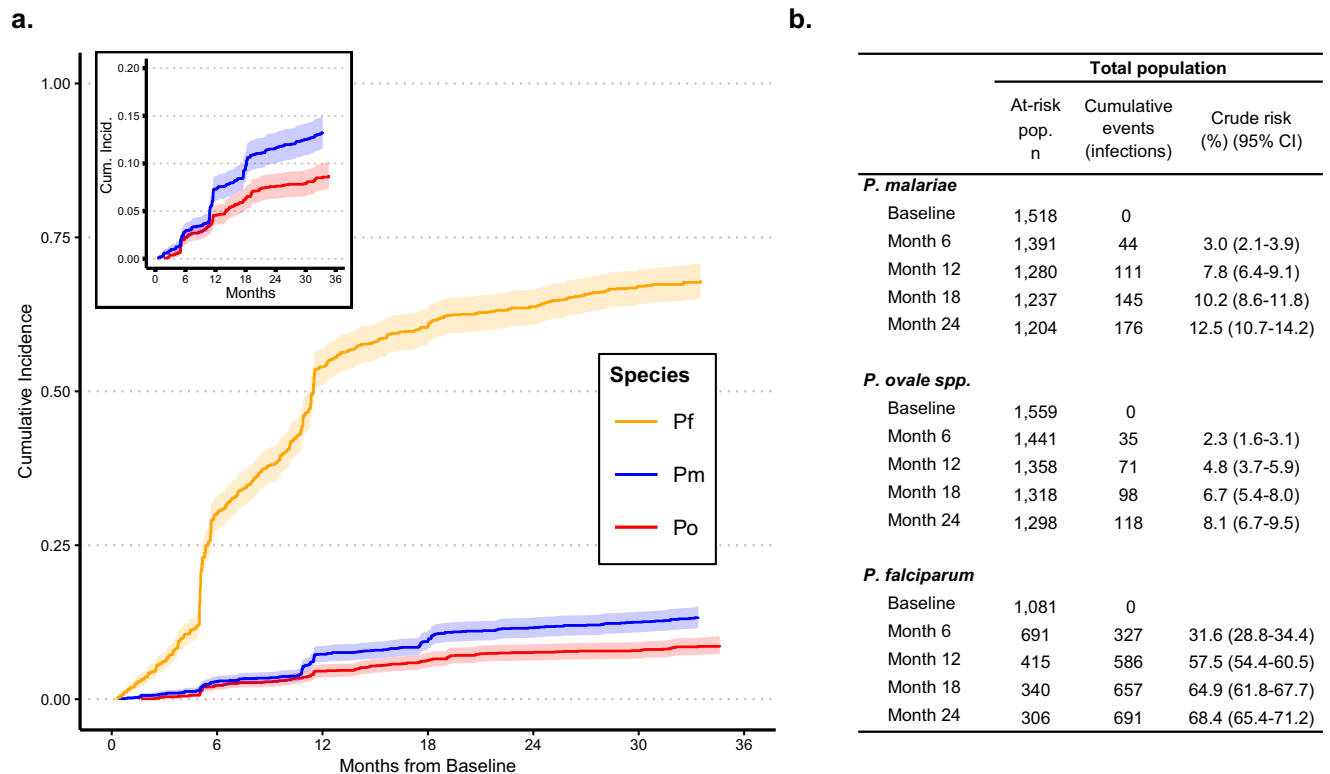 a.
1.00
0.75
0.50
0.25
0.00
Cumulative Incidence
0 6 12 18 24 30 36
Months from Baseline
0.20
0.15
0.10
0.05
0.00
Cum. Incid.
0 6 12 18 24 30 36
Months
Species
Pf
Pm
Po
b.
Total population
At-risk pop. n Cumulative events (infections) Crude risk (%) (95% CI)
P. malariae
Baseline 1,518 0
Month 6 1,391 44 3.0 (2.1-3.9)
Month 12 1,280 111 7.8 (6.4-9.1)
Month 18 1,237 145 10.2 (8.6-11.8)
Month 24 1,204 176 12.5 (10.7-14.2)
P. ovale spp.
Baseline 1,559 0
Month 6 1,441 35 2.3 (1.6-3.1)
Month 12 1,358 71 4.8 (3.7-5.9)
Month 18 1,318 98 6.7 (5.4-8.0)
Month 24 1,298 118 8.1 (6.7-9.5)
P. falciparum
Baseline 1,081 0
Month 6 691 327 31.6 (28.8-34.4)
Month 12 415 586 57.5 (54.4-60.5)
Month 18 340 657 64.9 (61.8-67.7)
Month 24 306 691 68.4 (65.4-71.2)